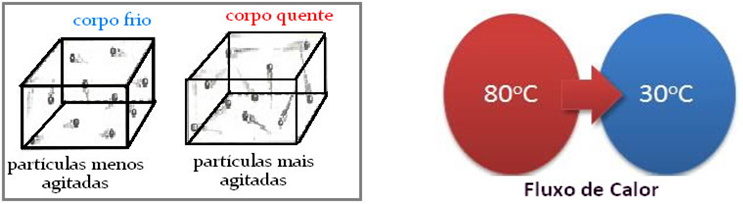 corpo frio
corpo quente
partículas menos
agitadas
partículas mais
agitadas
80ºC
30ºC
Fluxo de Calor